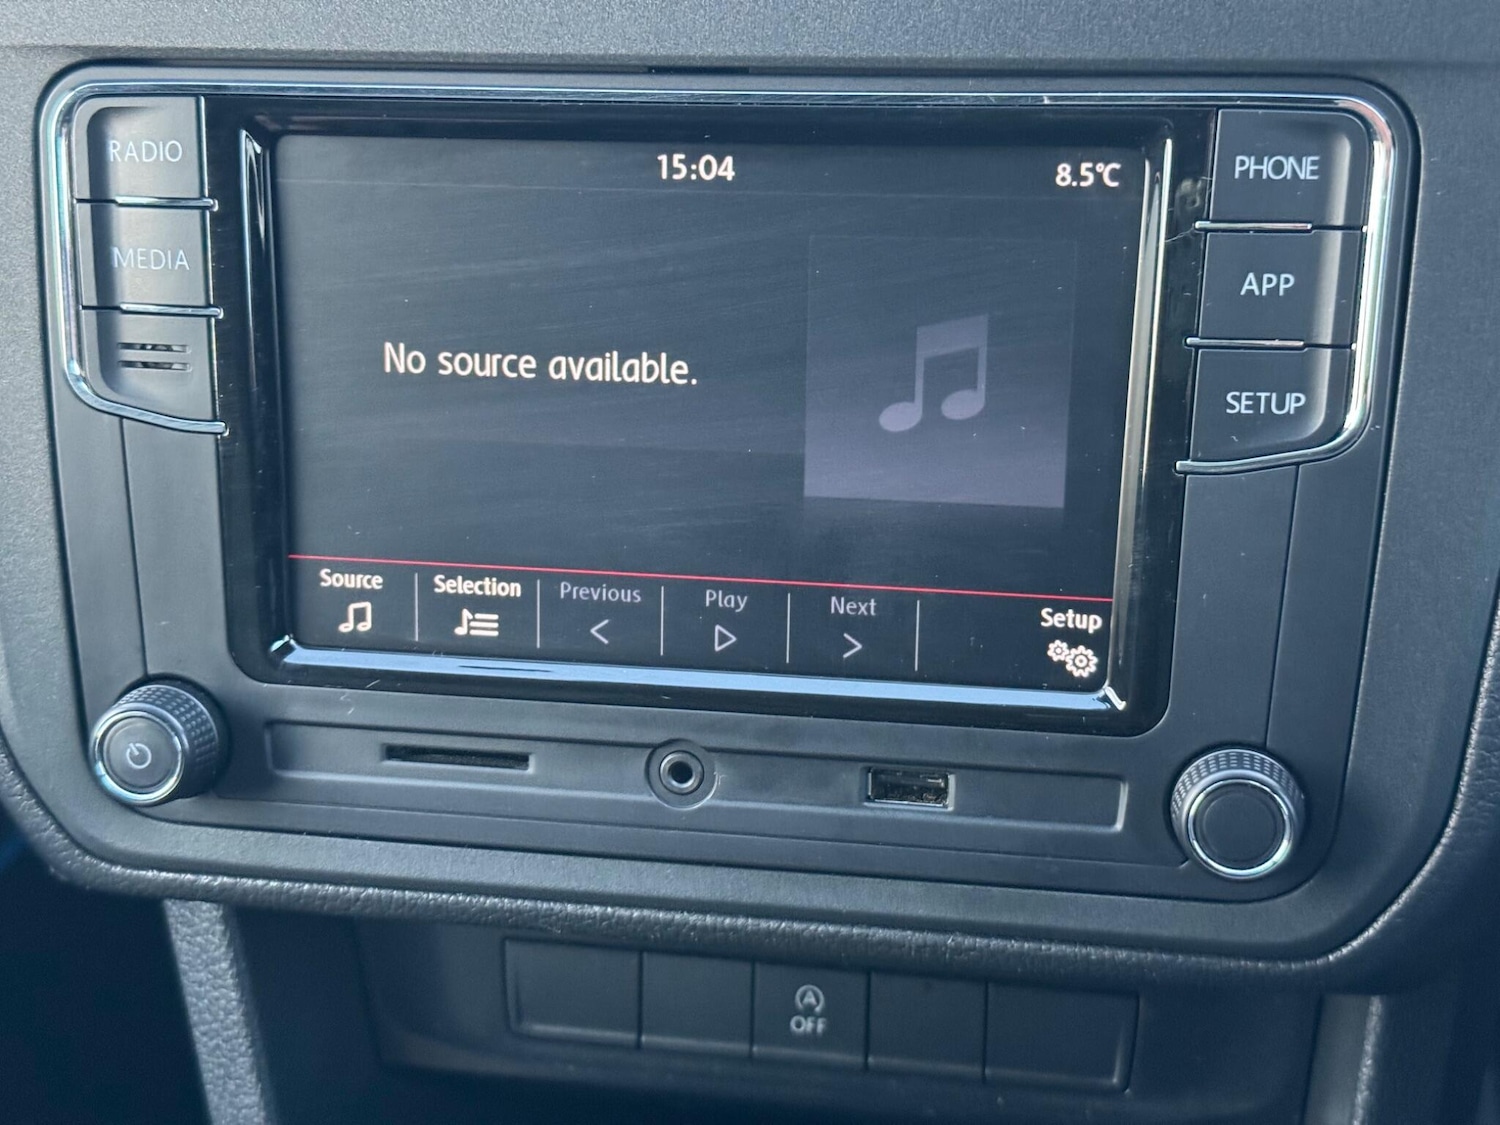 RADIO
MEDIA
15:04
8.5°C
No source available.
Source
Selection
Previous
Play
Next
Setup
PHONE
APP
SETUP
A
OFF